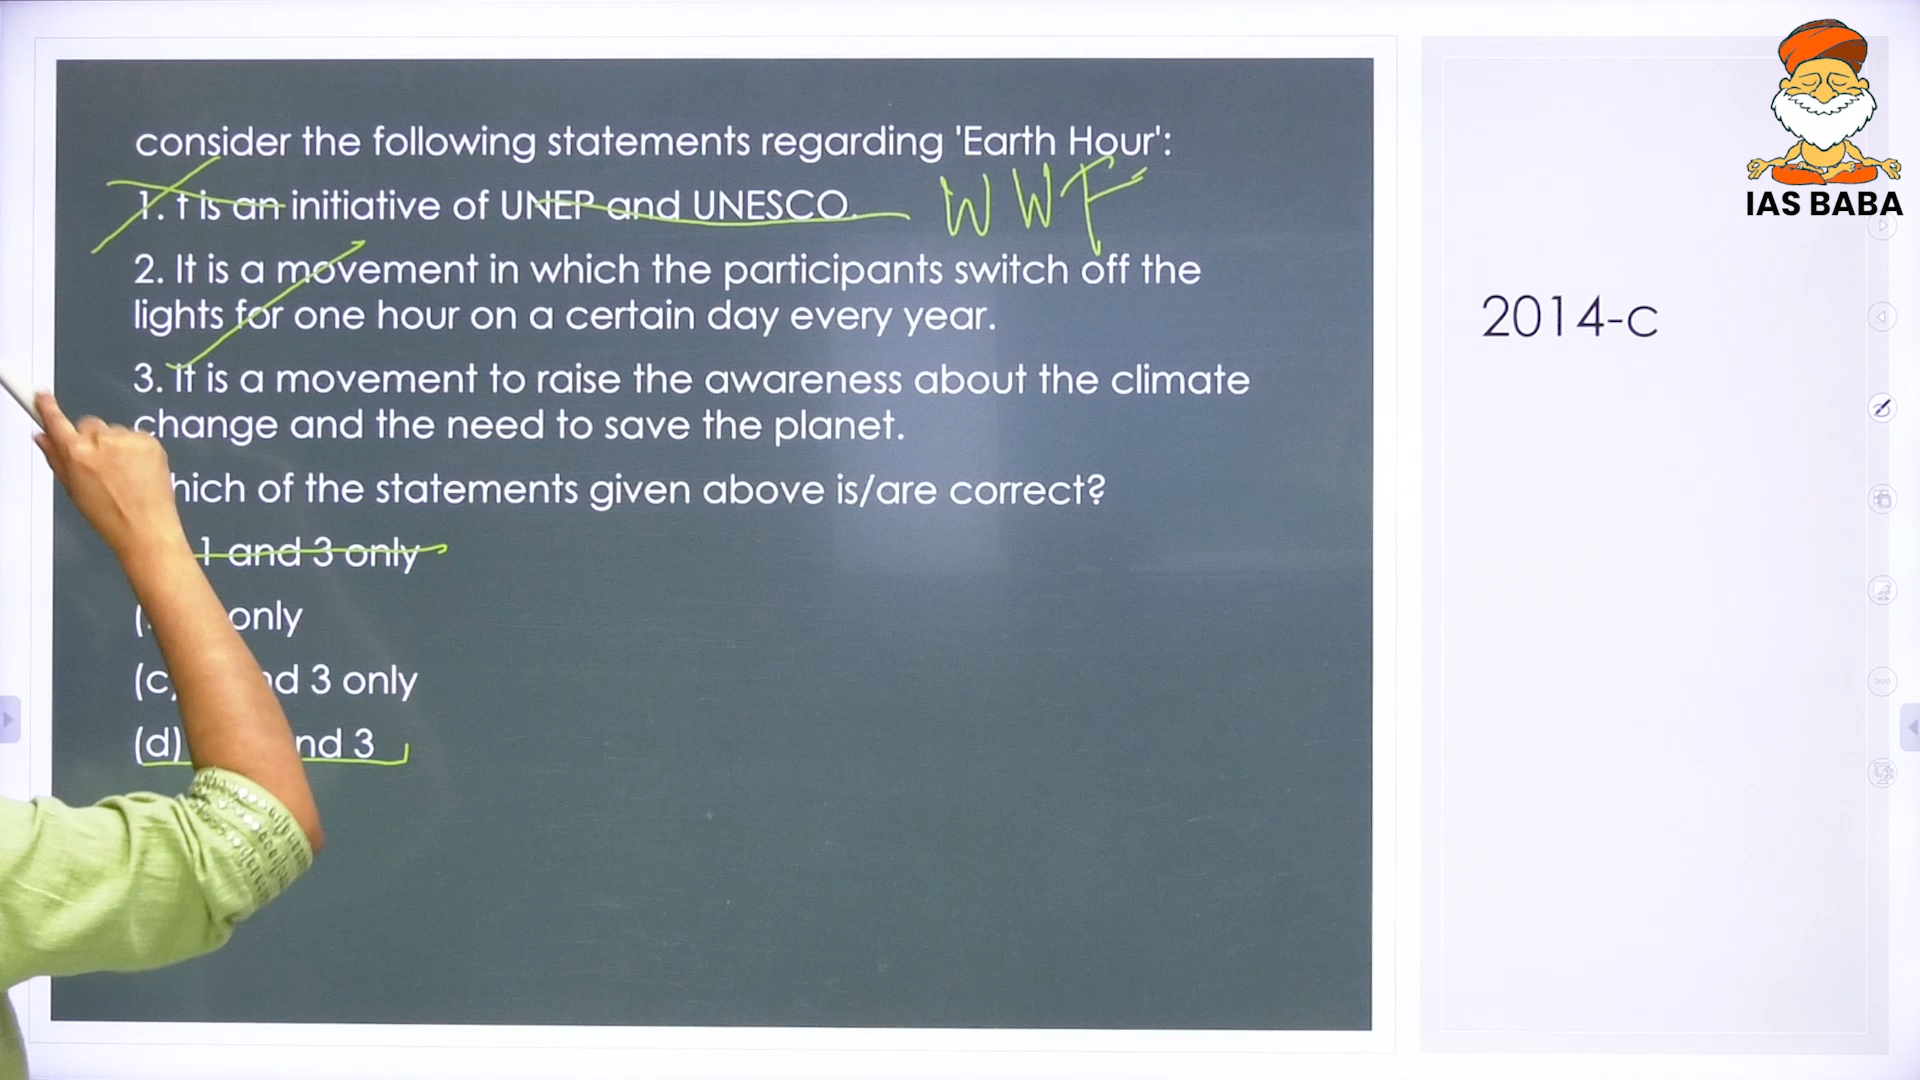 consider the following statements regarding 'Earth Hour':
1. t is an initiative of UNEP and UNESCO.
WWF
2. It is a movement in which the participants switch off the
lights for one hour on a certain day every year.
3. It is a movement to raise the awareness about the climate
change and the need to save the planet.
hich of the statements given above is/are correct?
1 and 3 only
( only
(c) nd 3 only
(d) nd 3
2014-c
IAS BABA